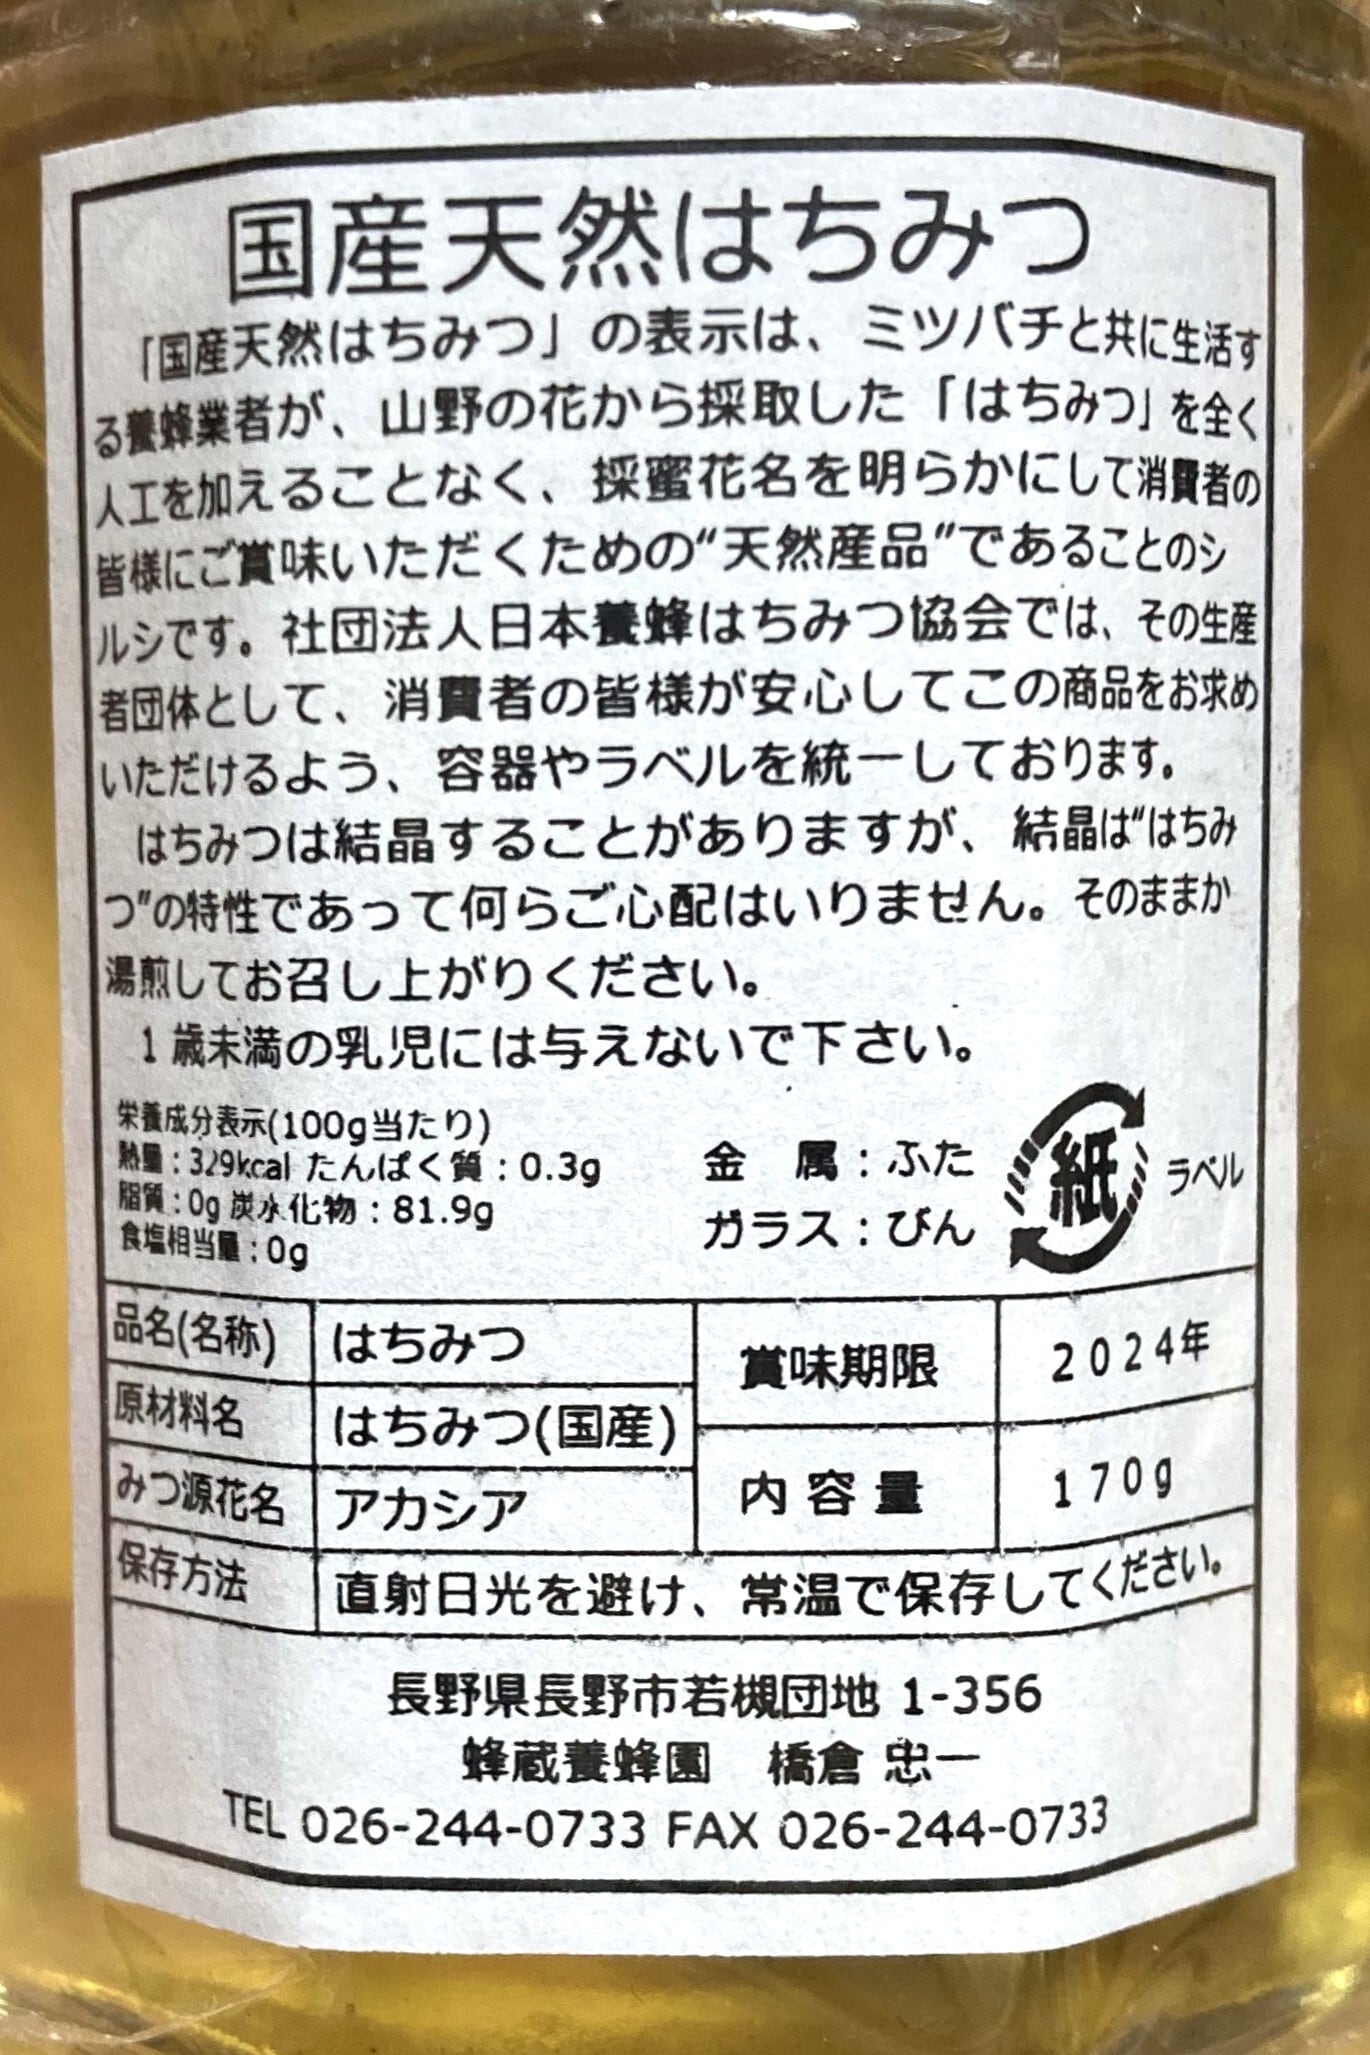 国産天然はちみつ
「国産天然はちみつ」の表示は、ミツバチと共に生活す
る養蜂業者が、山野の花から採取した「はちみつ」を全く
人工を加えることなく、採蜜花名を明らかにして消費者の
皆様にご賞味いただくための“天然産品”であることのシ
ルシです。社団法人日本養蜂はちみつ協会では、その生産
者団体として、消費者の皆様が安心してこの商品をお求め
いただけるよう、容器やラベルを統一しております。
はちみつは結晶することがありますが、結晶は“はちみ
つ”の特性であって何らご心配はいりません。そのままか
湯煎してお召し上がりください。
1歳未満の乳児には与えないで下さい。
栄養成分表示(100g当たり)
熱量:329kcal たんぱく質:0.3g
脂質:0g 炭水化物:81.9g
食塩相当量:0g
金 属:ふた
ガラス:びん
紙 ラベル
品名(名称) はちみつ
原材料名 はちみつ(国産)
みつ源花名 アカシア
賞味期限 2024年
内容量 170g
保存方法 直射日光を避け、常温で保存してください。
長野県長野市若槻団地 1-356
蜂蔵養蜂園 橋倉 忠一
TEL 026-244-0733 FAX 026-244-0733